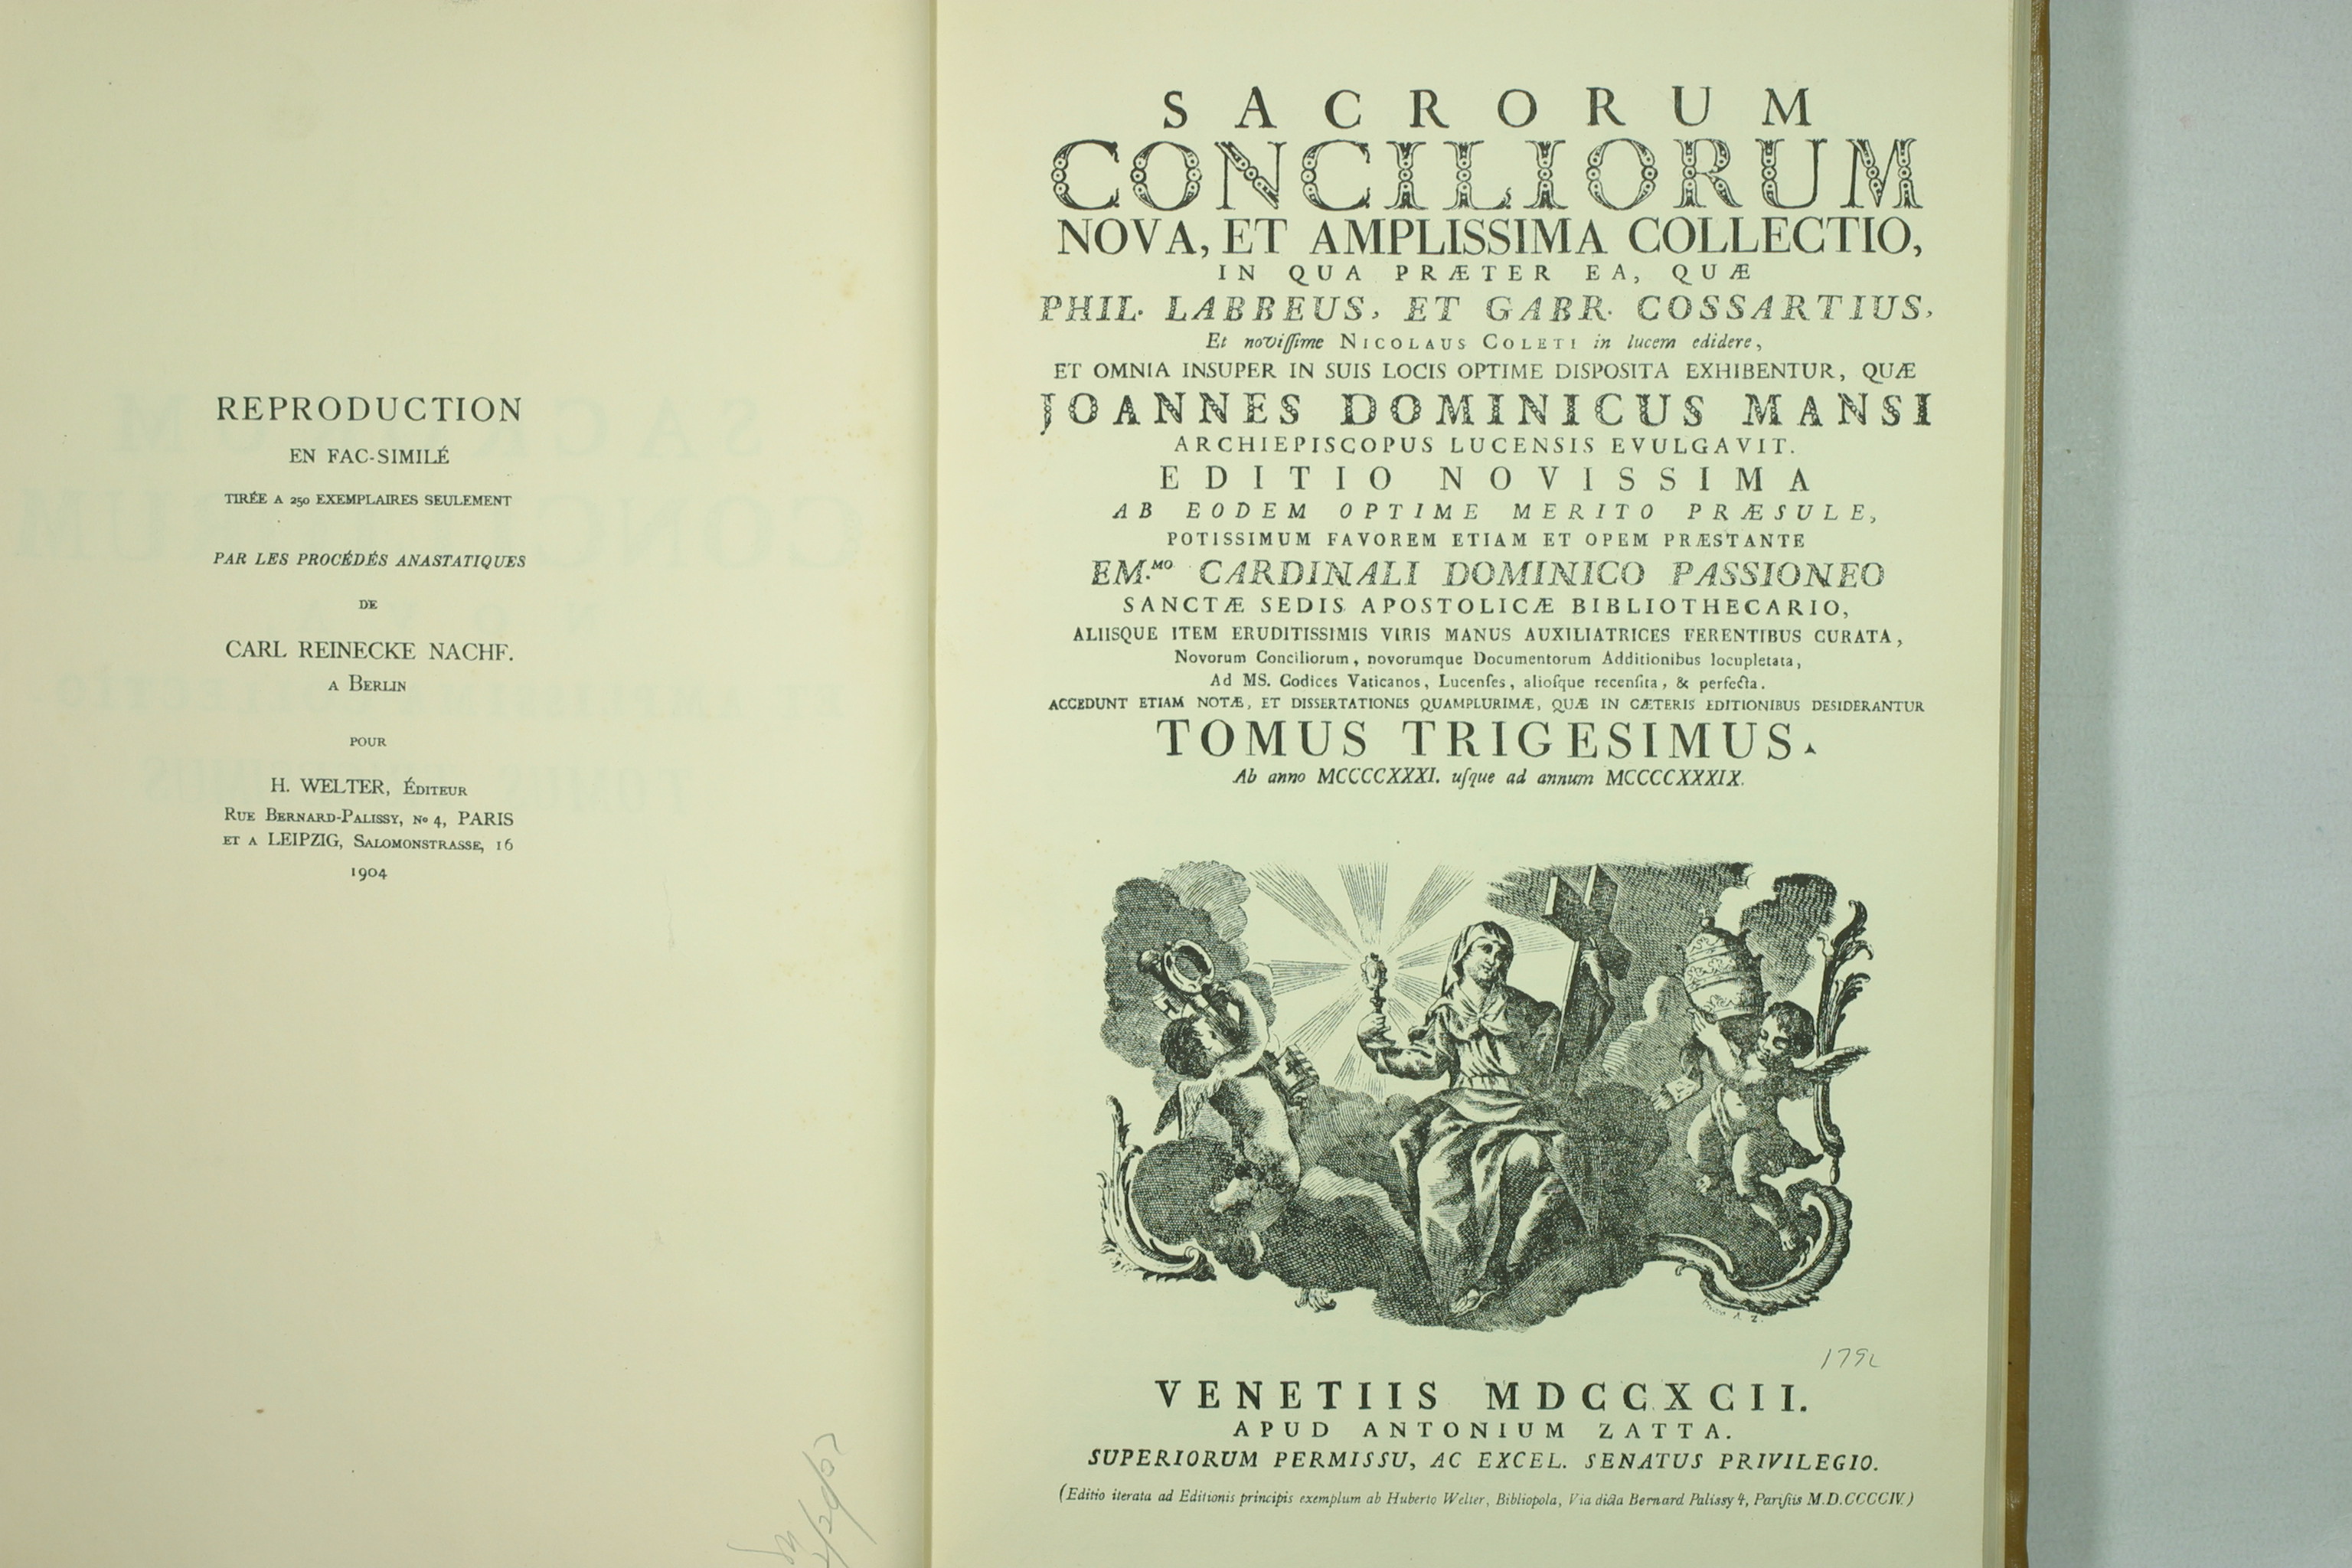 REPRODUCTION
EN FAC-SIMILÉ
TIRÉE A 250 EXEMPLAIRES SEULEMENT
PAR LES PROCÉDÉS ANASTATIQUES
DE
CARL REINECKE NACHF.
A BERLIN
POUR
H. WELTER, ÉDITEUR
RUE BERNARD-PALISSY, No 4, PARIS
ET A LEIPZIG, SALOMONSTRASSE, 16
1904
SACRORUM
CONCILIORUM
NOVA, ET AMPLISSIMA COLLECTIO,
IN QUA PRÆTER EA, QUÆ
PHIL. LABBEUS, ET GABR. COSSARTIUS,
Et noviſſime NICOLAUS COLETI in lucem edidere,
ET OMNIA INSUPER IN SUIS LOCIS OPTIME DISPOSITA EXHIBENTUR, QUÆ
JOANNES DOMINICUS MANSI
ARCHIEPISCOPUS LUCENSIS EVULGAVIT.
EDITIO NOVISSIMA
AB EODEM OPTIME MERITO PRÆSULE,
POTISSIMUM FAVOREM ETIAM ET OPEM PRÆSTANTE
EM.MO CARDINALI DOMINICO PASSIONEO
SANCTÆ SEDIS APOSTOLICÆ BIBLIOTHECARIO,
ALIISQUE ITEM ERUDITISSIMIS VIRIS MANUS AUXILIATRICES FERENTIBUS CURATA,
Novorum Conciliorum, novorumque Documentorum Additionibus locupletata,
Ad MS. Codices Vaticanos, Lucenſes, alioſque recenſita, & perfecta.
ACCEDUNT ETIAM NOTÆ, ET DISSERTATIONES QUAMPLURIMÆ, QUÆ IN CÆTERIS EDITIONIBUS DESIDERANTUR
TOMUS TRIGESIMUS.
Ab anno MCCCCXXXI. uſque ad annum MCCCCXXXIX.
1792
VENETIIS MDCCXCII.
APUD ANTONIUM ZATTA.
SUPERIORUM PERMISSU, AC EXCEL. SENATUS PRIVILEGIO.
(Editio iterata ad Editionis principis exemplum ab Huberto Welter, Bibliopola, Via dicta Bernard Palissy 4, Pariſiis M.D.CCCCIV.)